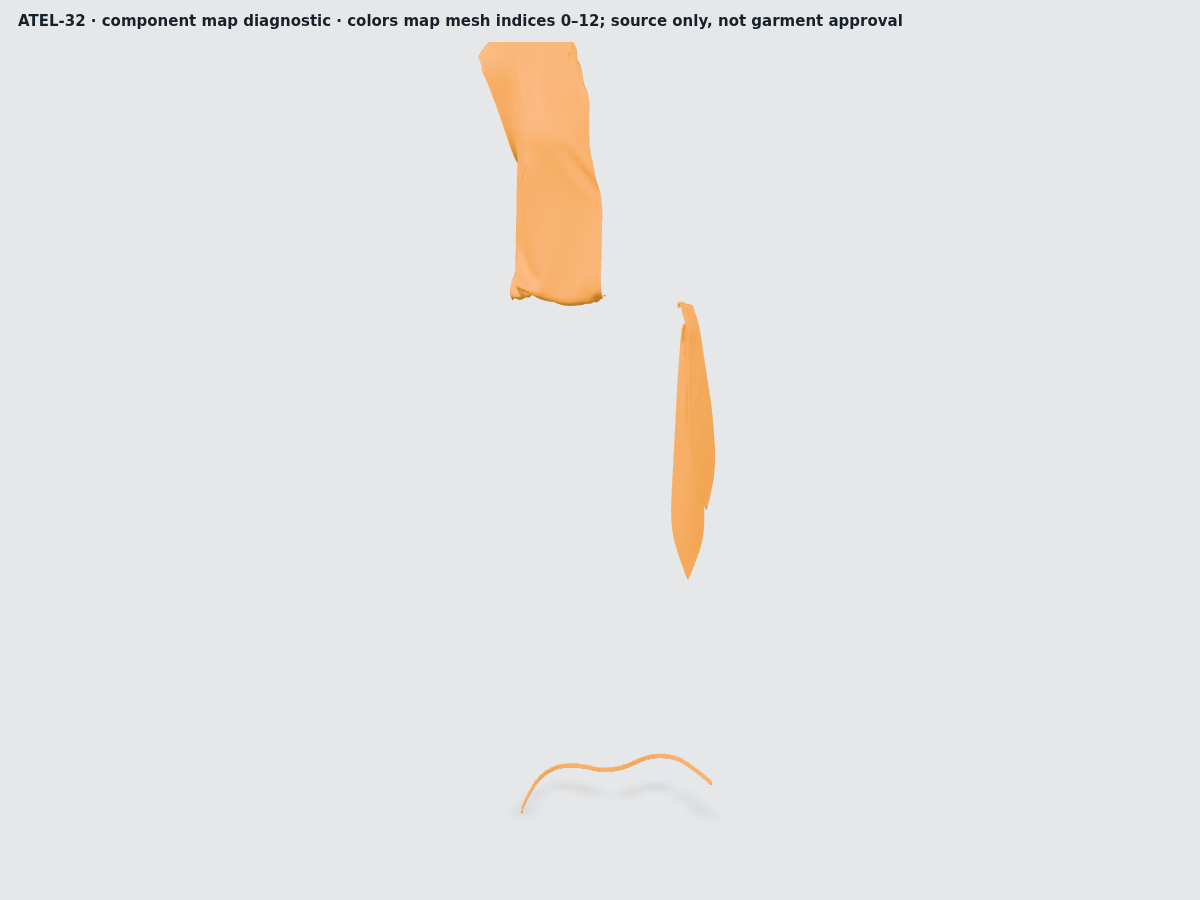 ATEL-32 · component map diagnostic · colors map mesh indices 0–12; source only, not garment approval